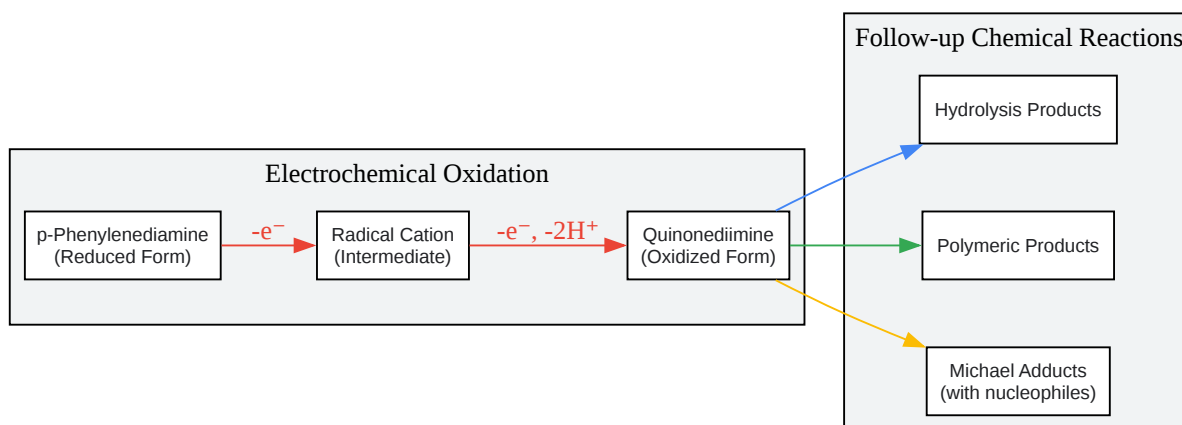 Electrochemical Oxidation
p-Phenylenediamine
(Reduced Form)
-e⁻
Radical Cation
(Intermediate)
-e⁻, -2H⁺
Quinonediimine
(Oxidized Form)
Follow-up Chemical Reactions
Hydrolysis Products
Polymeric Products
Michael Adducts
(with nucleophiles)